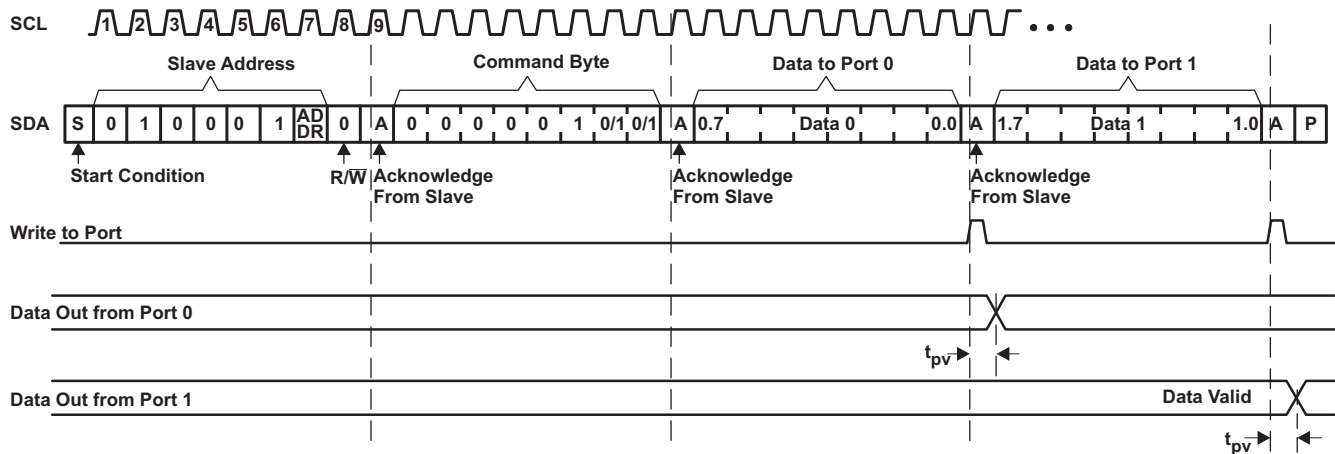 SCL 1 2 3 4 5 6 7 8 9 • • •
Slave Address Command Byte Data to Port 0 Data to Port 1
SDA S 0 1 0 0 0 1 AD DR 0 A 0 0 0 0 0 1 0/1 0/1 A 0.7 Data 0 0.0 A 1.7 Data 1 1.0 A P
Start Condition R/W̅ Acknowledge From Slave Acknowledge From Slave Acknowledge From Slave
Write to Port
Data Out from Port 0
tpv
Data Out from Port 1 Data Valid
tpv